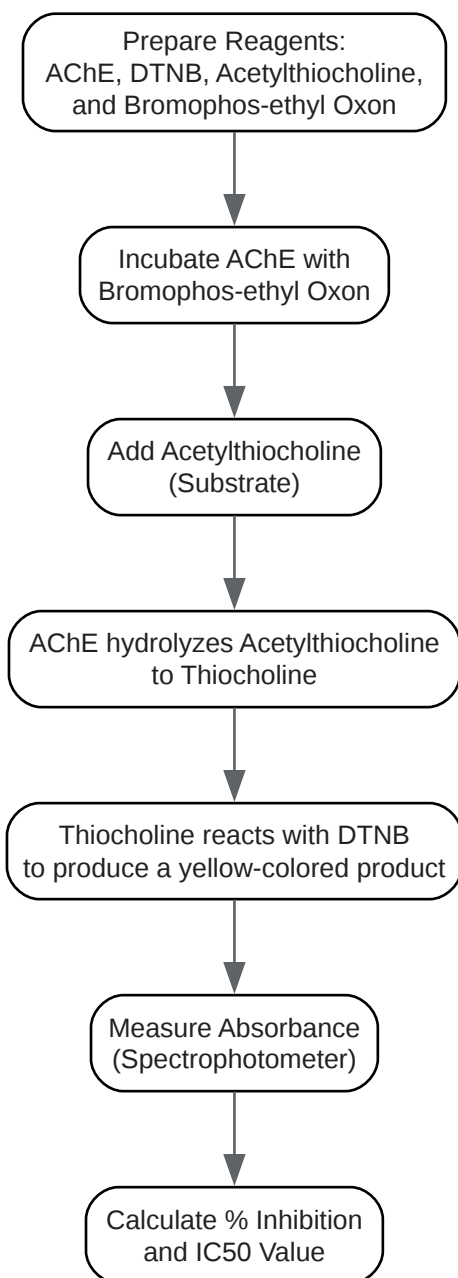 Prepare Reagents:
AChE, DTNB, Acetylthiocholine,
and Bromophos-ethyl Oxon
Incubate AChE with
Bromophos-ethyl Oxon
Add Acetylthiocholine
(Substrate)
AChE hydrolyzes Acetylthiocholine
to Thiocholine
Thiocholine reacts with DTNB
to produce a yellow-colored product
Measure Absorbance
(Spectrophotometer)
Calculate % Inhibition
and IC50 Value